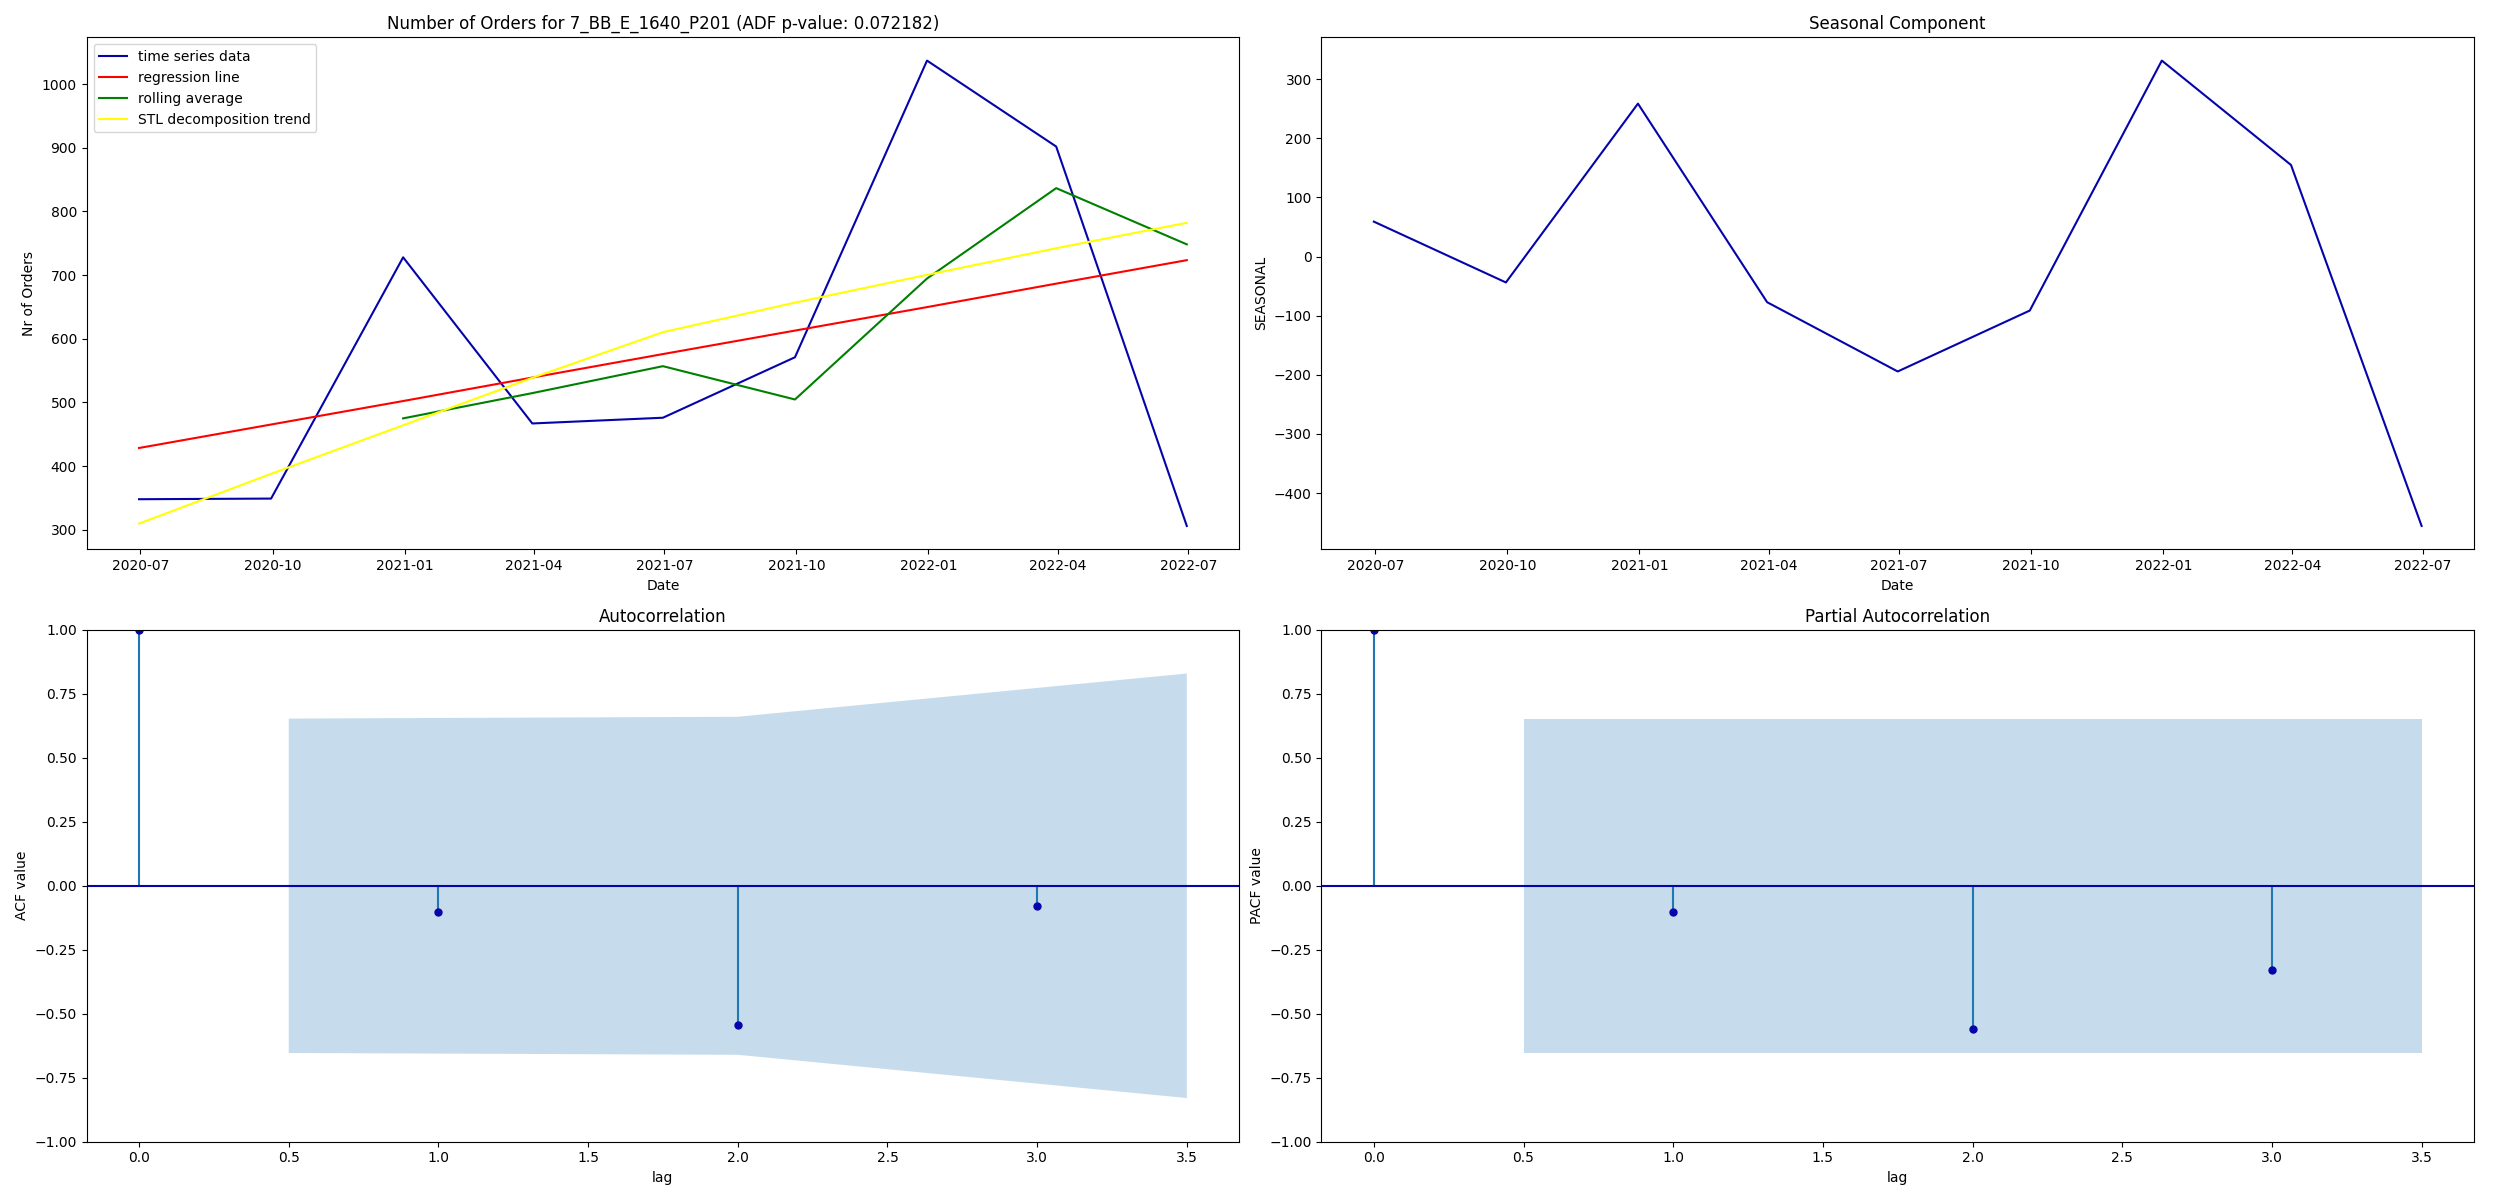 Number of Orders for 7_BB_E_1640_P201 (ADF p-value: 0.072182)
time series data
regression line
rolling average
STL decomposition trend
Nr of Orders
1000
900
800
700
600
500
400
300
2020-07 2020-10 2021-01 2021-04 2021-07 2021-10 2022-01 2022-04 2022-07
Date
Seasonal Component
SEASONAL
300
200
100
0
−100
−200
−300
−400
2020-07 2020-10 2021-01 2021-04 2021-07 2021-10 2022-01 2022-04 2022-07
Date
Autocorrelation
ACF value
1.00
0.75
0.50
0.25
0.00
−0.25
−0.50
−0.75
−1.00
0.0 0.5 1.0 1.5 2.0 2.5 3.0 3.5
lag
Partial Autocorrelation
PACF value
1.00
0.75
0.50
0.25
0.00
−0.25
−0.50
−0.75
−1.00
0.0 0.5 1.0 1.5 2.0 2.5 3.0 3.5
lag